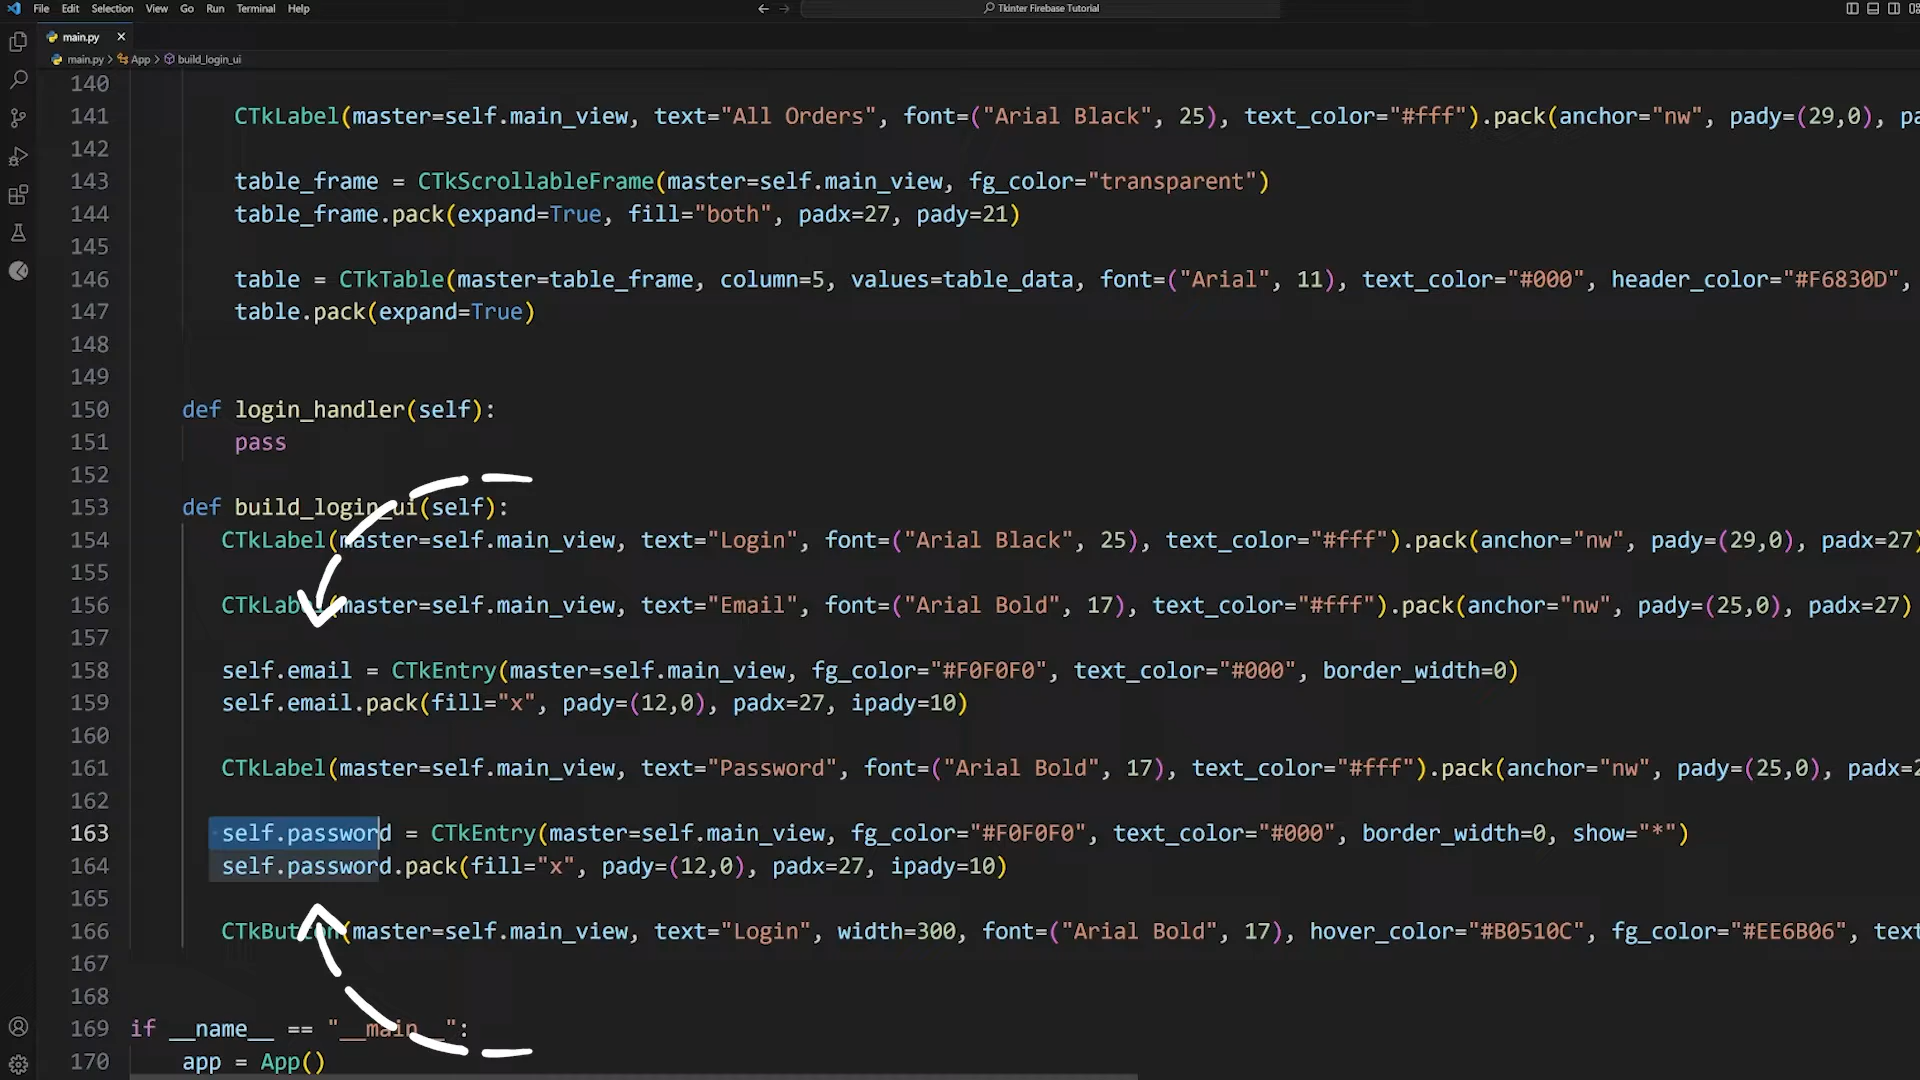 File Edit Selection View Go Run Terminal Help
Tkinter Firebase Tutorial
main.py
main.py > App > build_login_ui
140
141 CTkLabel(master=self.main_view, text="All Orders", font=("Arial Black", 25), text_color="#fff").pack(anchor="nw", pady=(29,0), pa
142
143 table_frame = CTkScrollableFrame(master=self.main_view, fg_color="transparent")
144 table_frame.pack(expand=True, fill="both", padx=27, pady=21)
145
146 table = CTkTable(master=table_frame, column=5, values=table_data, font=("Arial", 11), text_color="#000", header_color="#F6830D",
147 table.pack(expand=True)
148
149
150 def login_handler(self):
151 pass
152
153 def build_login_ui(self):
154 CTkLabel(master=self.main_view, text="Login", font=("Arial Black", 25), text_color="#fff").pack(anchor="nw", pady=(29,0), padx=27)
155
156 CTkLabel(master=self.main_view, text="Email", font=("Arial Bold", 17), text_color="#fff").pack(anchor="nw", pady=(25,0), padx=27)
157
158 self.email = CTkEntry(master=self.main_view, fg_color="#F0F0F0", text_color="#000", border_width=0)
159 self.email.pack(fill="x", pady=(12,0), padx=27, ipady=10)
160
161 CTkLabel(master=self.main_view, text="Password", font=("Arial Bold", 17), text_color="#fff").pack(anchor="nw", pady=(25,0), padx=2
162
163 self.password = CTkEntry(master=self.main_view, fg_color="#F0F0F0", text_color="#000", border_width=0, show="*")
164 self.password.pack(fill="x", pady=(12,0), padx=27, ipady=10)
165
166 CTkButton(master=self.main_view, text="Login", width=300, font=("Arial Bold", 17), hover_color="#B0510C", fg_color="#EE6B06", text
167
168
169 if __name__ == "__main__":
170 app = App()